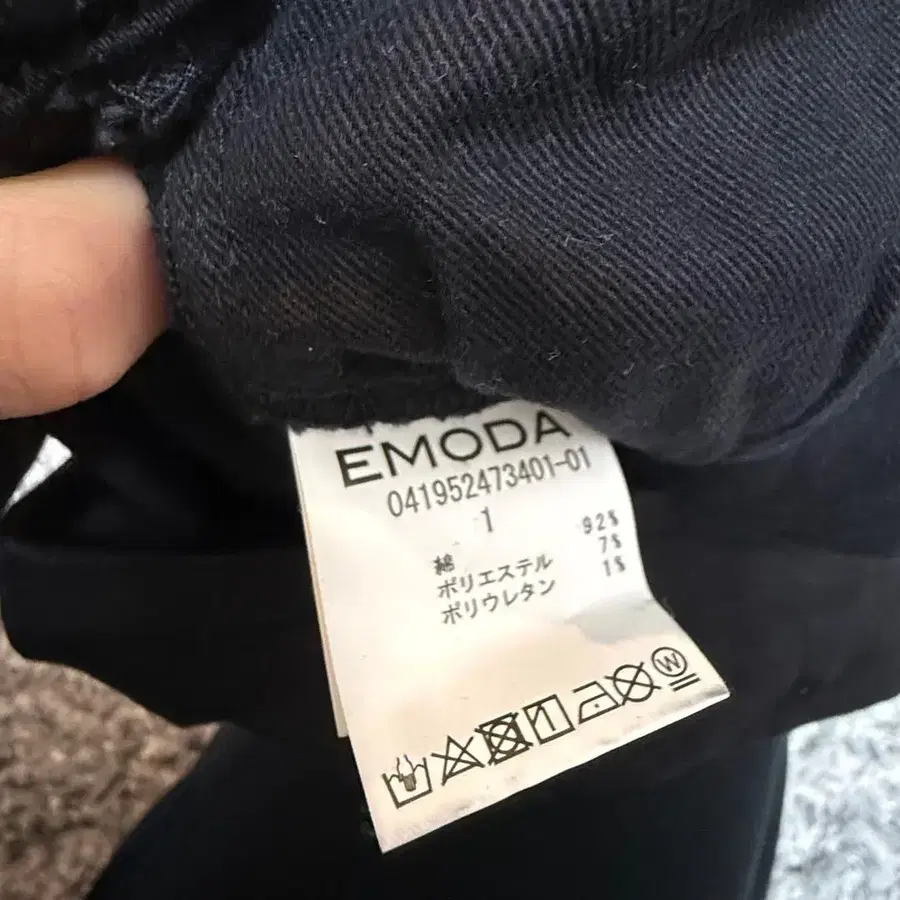 EMODA
041952473401-01
1
綿 92%
ポリエステル 7%
ポリウレタン 1%
W